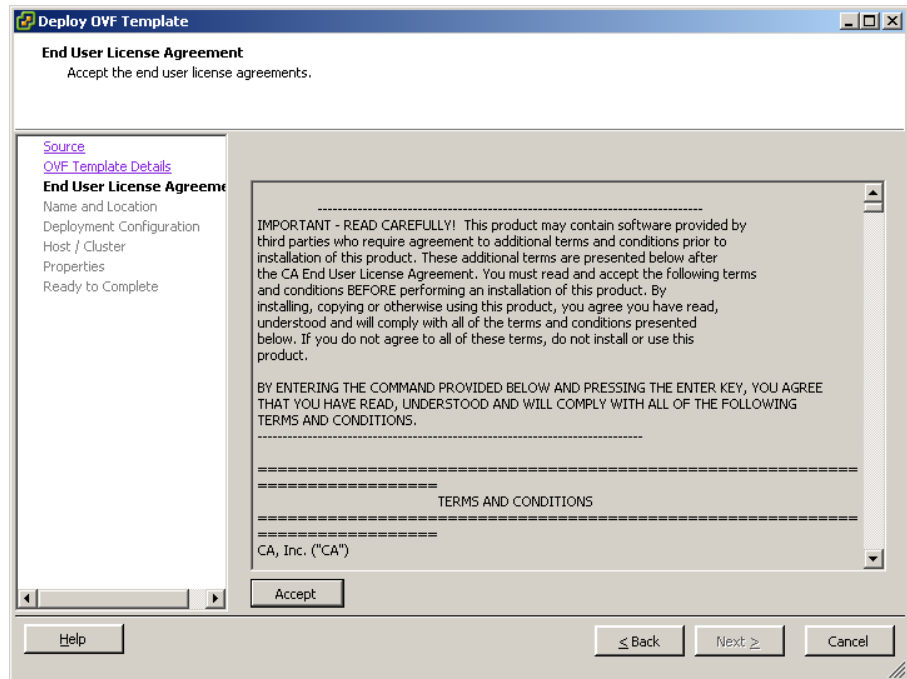 Deploy OVF Template
End User License Agreement
Accept the end user license agreements.
Source
OVF Template Details
End User License Agreeme
Name and Location
Deployment Configuration
Host / Cluster
Properties
Ready to Complete
--------------------------------------------------------------------------------
IMPORTANT - READ CAREFULLY!  This product may contain software provided by
third parties who require agreement to additional terms and conditions prior to
installation of this product. These additional terms are presented below after
the CA End User License Agreement. You must read and accept the following terms
and conditions BEFORE performing an installation of this product. By
installing, copying or otherwise using this product, you agree you have read,
understood and will comply with all of the terms and conditions presented
below. If you do not agree to all of these terms, do not install or use this
product.
BY ENTERING THE COMMAND PROVIDED BELOW AND PRESSING THE ENTER KEY, YOU AGREE
THAT YOU HAVE READ, UNDERSTOOD AND WILL COMPLY WITH ALL OF THE FOLLOWING
TERMS AND CONDITIONS.
--------------------------------------------------------------------------------
============================================================
==================
TERMS AND CONDITIONS
============================================================
==================
CA, Inc. ("CA")
Accept
Help
≤ Back
Next ≥
Cancel